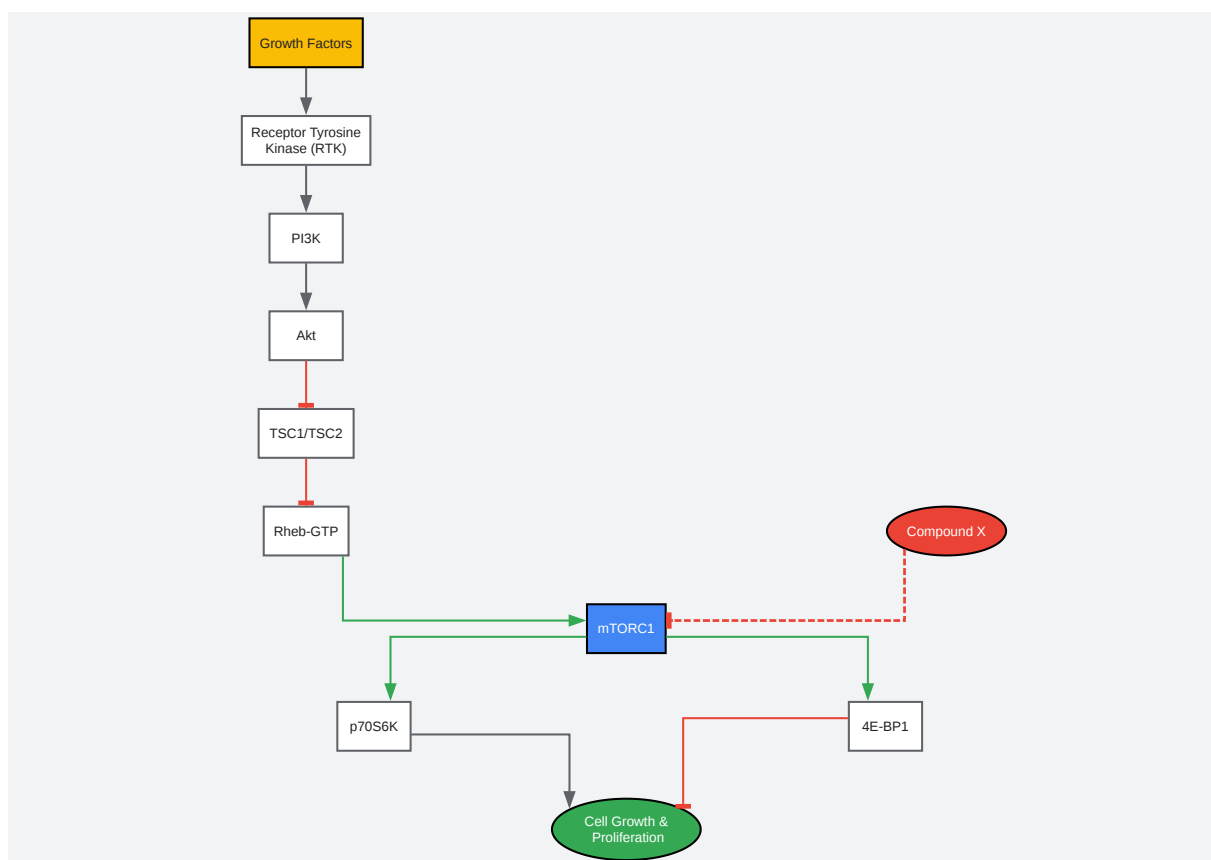 Growth Factors
Receptor Tyrosine
Kinase (RTK)
PI3K
Akt
TSC1/TSC2
Rheb-GTP
Compound X
mTORC1
p70S6K
4E-BP1
Cell Growth &
Proliferation